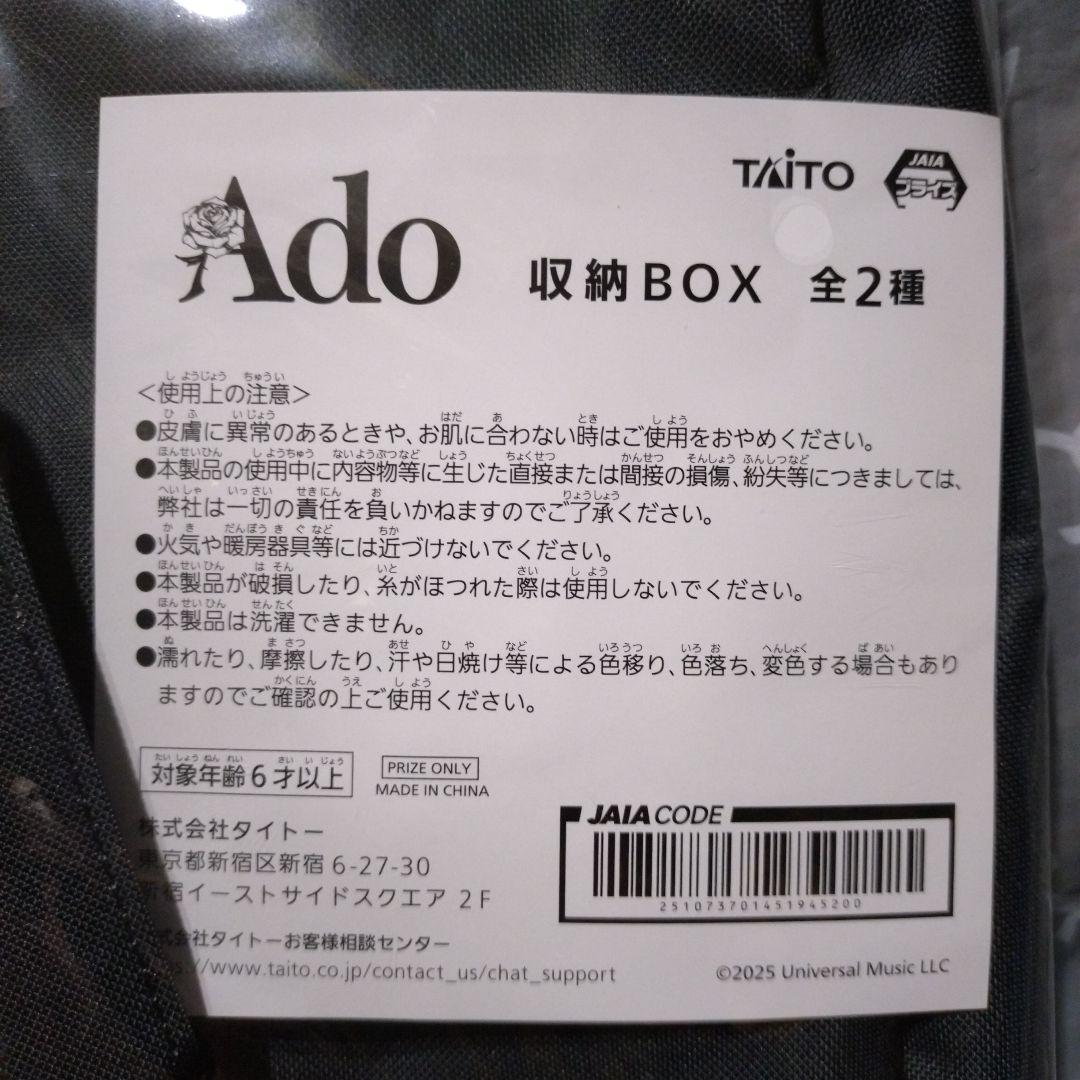 TAITO
JAIA
プライズ
Ado
収納BOX 全2種
<使用上の注意>
●皮膚に異常のあるときや、お肌に合わない時はご使用をおやめください。
●本製品の使用中に内容物等に生じた直接または間接の損傷、紛失等につきましては、
弊社は一切の責任を負いかねますのでご了承ください。
●火気や暖房器具等には近づけないでください。
●本製品が破損したり、糸がほつれた際は使用しないでください。
●本製品は洗濯できません。
●濡れたり、摩擦したり、汗や日焼け等による色移り、色落ち、変色する場合もあり
ますのでご確認の上ご使用ください。
対象年齢6才以上
PRIZE ONLY
MADE IN CHINA
株式会社タイトー
東京都新宿区新宿 6-27-30
新宿イーストサイドスクエア 2F
株式会社タイトーお客様相談センター
://www.taito.co.jp/contact_us/chat_support
JAIA CODE
251073701451945200
©2025 Universal Music LLC